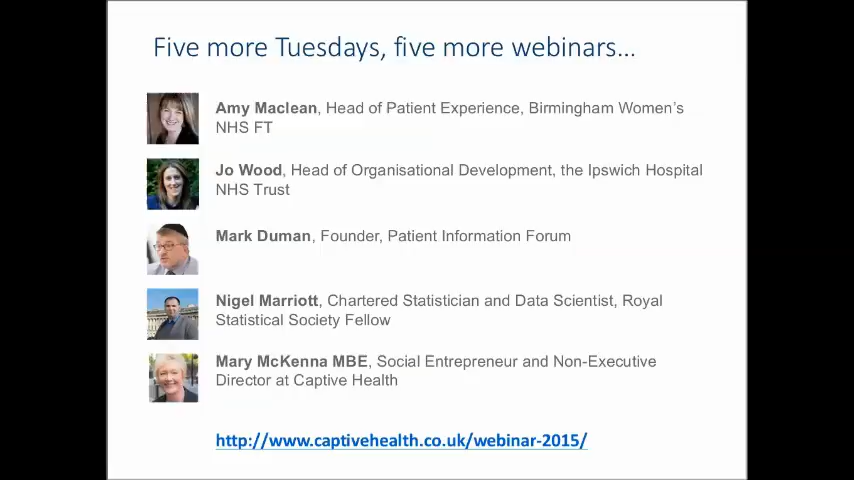 Five more Tuesdays, five more webinars...
Amy Maclean, Head of Patient Experience, Birmingham Women's
NHS FT
Jo Wood, Head of Organisational Development, the Ipswich Hospital
NHS Trust
Mark Duman, Founder, Patient Information Forum
Nigel Marriott, Chartered Statistician and Data Scientist, Royal
Statistical Society Fellow
Mary McKenna MBE, Social Entrepreneur and Non-Executive
Director at Captive Health
http://www.captivehealth.co.uk/webinar-2015/